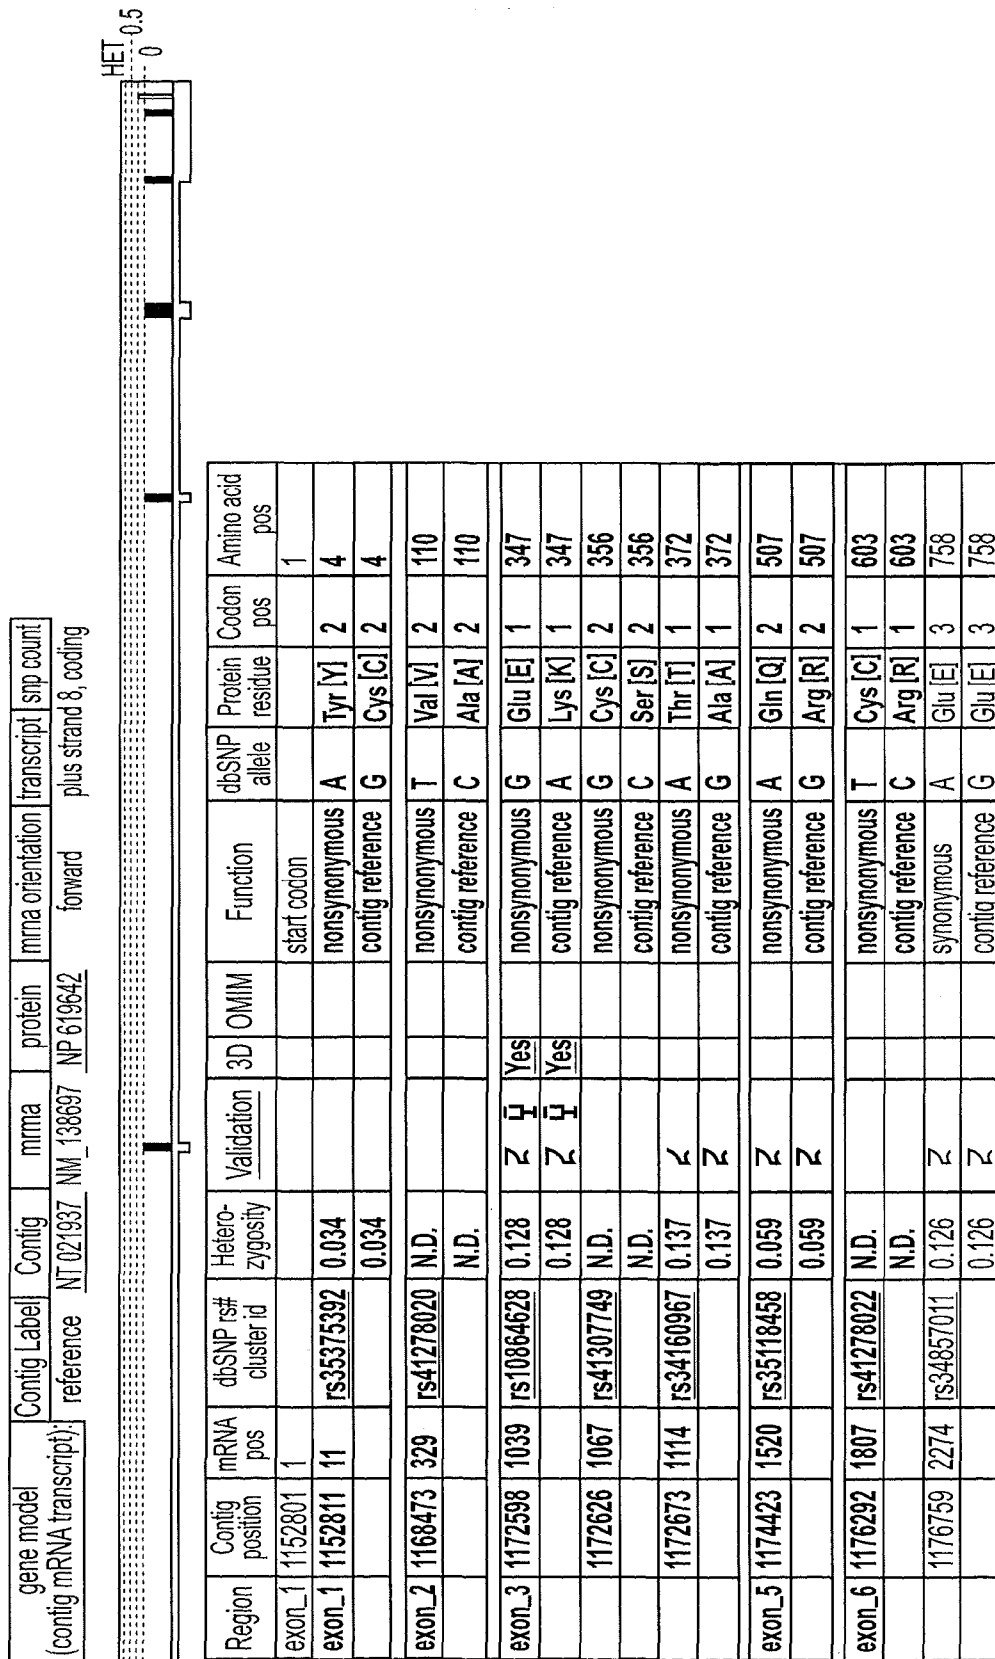 gene model
(contig mRNA transcript):
Contig Label
Contig
mrma
protein
mrna orientation
transcript
snp count
reference
NT 021937
NM_138697
NP 619642
forward
plus strand 8, coding
HET
0.5
0
Region Contig position mRNA pos dbSNP rs# cluster id Hetero-zygosity Validation 3D OMIM Function dbSNP allele Protein residue Codon pos Amino acid pos
exon_1 1152801 1 start codon 1
exon_1 1152811 11 rs35375392 0.034 nonsynonymous A Tyr [Y] 2 4
0.034 contig reference G Cys [C] 2 4
exon_2 1168473 329 rs41278020 N.D. nonsynonymous T Val [V] 2 110
N.D. contig reference C Ala [A] 2 110
exon_3 1172598 1039 rs10864628 0.128 Yes nonsynonymous G Glu [E] 1 347
0.128 Yes contig reference A Lys [K] 1 347
1172626 1067 rs41307749 N.D. nonsynonymous G Cys [C] 2 356
N.D. contig reference C Ser [S] 2 356
1172673 1114 rs34160967 0.137 nonsynonymous A Thr [T] 1 372
0.137 contig reference G Ala [A] 1 372
exon_5 1174423 1520 rs35118458 0.059 nonsynonymous A Gln [Q] 2 507
0.059 contig reference G Arg [R] 2 507
exon_6 1176292 1807 rs41278022 N.D. nonsynonymous T Cys [C] 1 603
N.D. contig reference C Arg [R] 1 603
1176759 2274 rs34857011 0.126 synonymous A Glu [E] 3 758
0.126 contig reference G Glu [E] 3 758